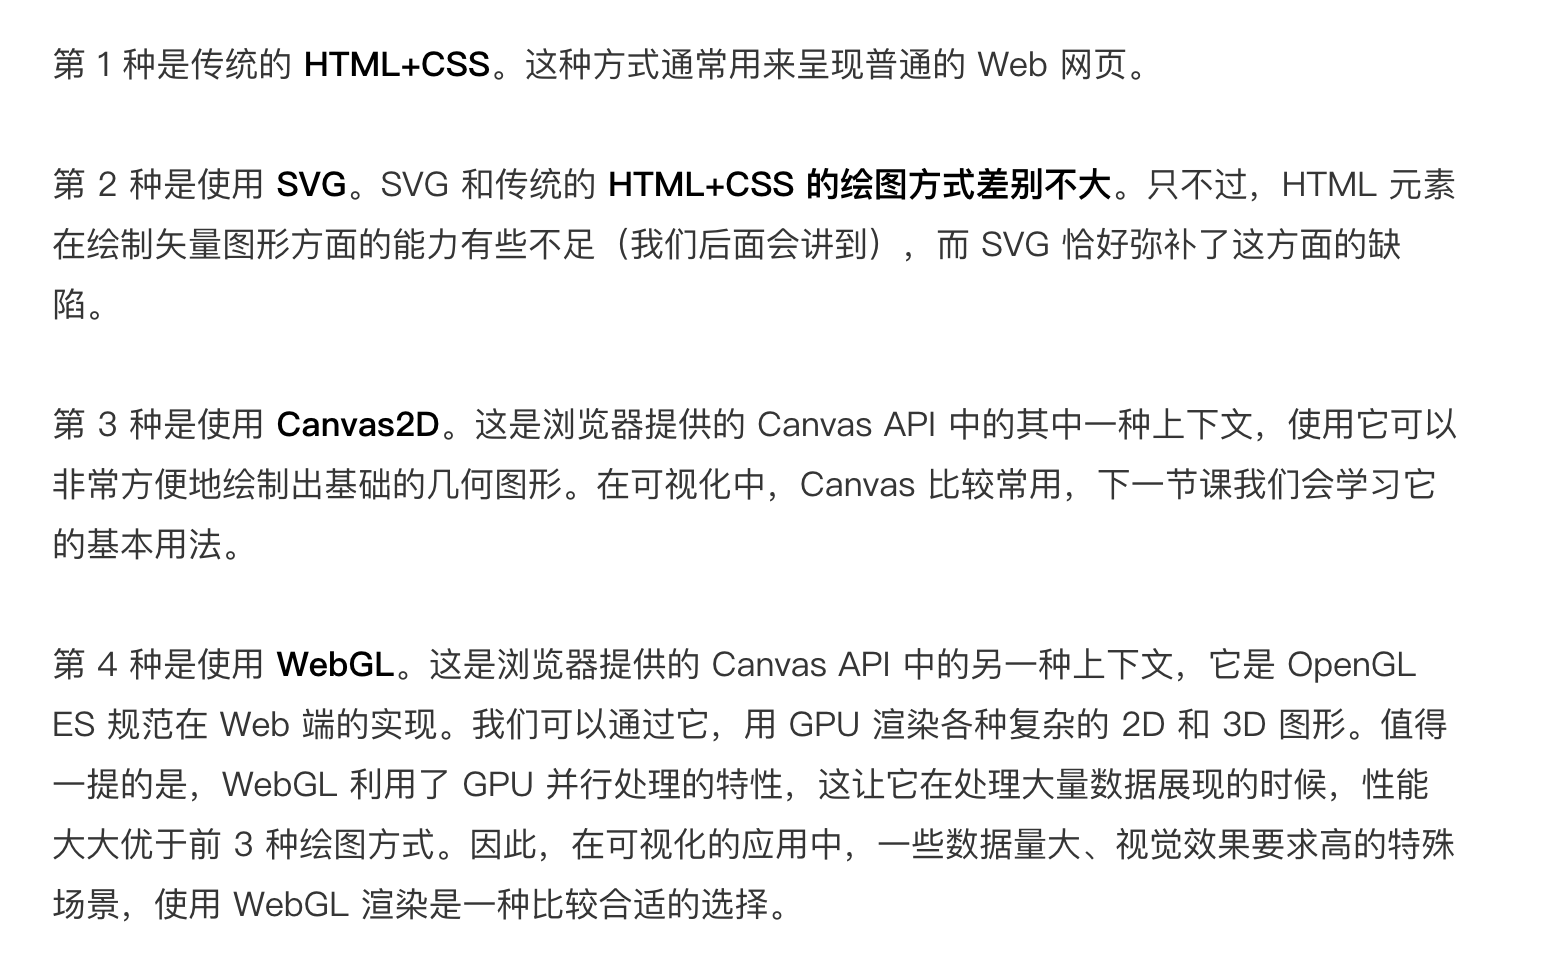 第 1 种是传统的 HTML+CSS。这种方式通常用来呈现普通的 Web 网页。
第 2 种是使用 SVG。SVG 和传统的 HTML+CSS 的绘图方式差别不大。只不过，HTML 元素
在绘制矢量图形方面的能力有些不足（我们后面会讲到），而 SVG 恰好弥补了这方面的缺
陷。
第 3 种是使用 Canvas2D。这是浏览器提供的 Canvas API 中的其中一种上下文，使用它可以
非常方便地绘制出基础的几何图形。在可视化中，Canvas 比较常用，下一节课我们会学习它
的基本用法。
第 4 种是使用 WebGL。这是浏览器提供的 Canvas API 中的另一种上下文，它是 OpenGL
ES 规范在 Web 端的实现。我们可以通过它，用 GPU 渲染各种复杂的 2D 和 3D 图形。值得
一提的是，WebGL 利用了 GPU 并行处理的特性，这让它在处理大量数据展现的时候，性能
大大优于前 3 种绘图方式。因此，在可视化的应用中，一些数据量大、视觉效果要求高的特殊
场景，使用 WebGL 渲染是一种比较合适的选择。